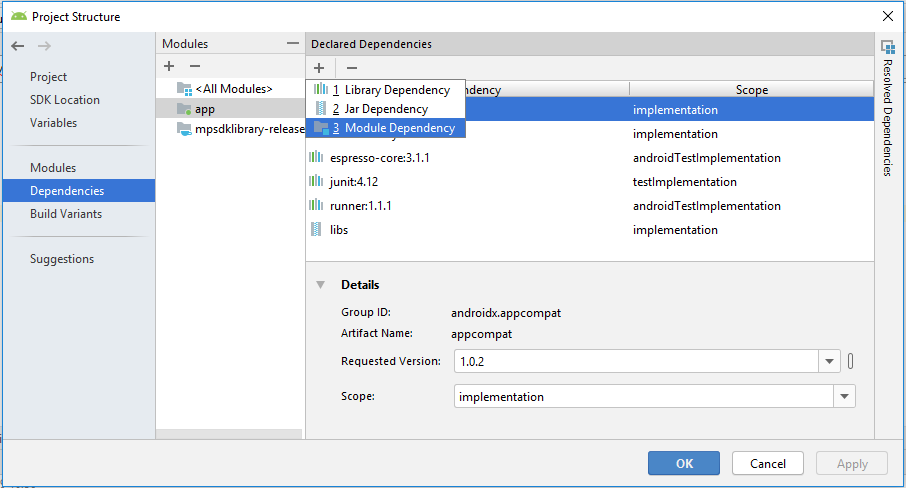 Project Structure
Modules
Declared Dependencies
Project
SDK Location
Variables
Modules
Dependencies
Build Variants
Suggestions
<All Modules>
app
mpsdklibrary-release
1 Library Dependency
2 Jar Dependency
3 Module Dependency
ndency
Scope
implementation
implementation
espresso-core:3.1.1
androidTestImplementation
junit:4.12
testImplementation
runner:1.1.1
androidTestImplementation
libs
implementation
Details
Group ID:
androidx.appcompat
Artifact Name:
appcompat
Requested Version:
1.0.2
Scope:
implementation
Resolved Dependencies
OK
Cancel
Apply